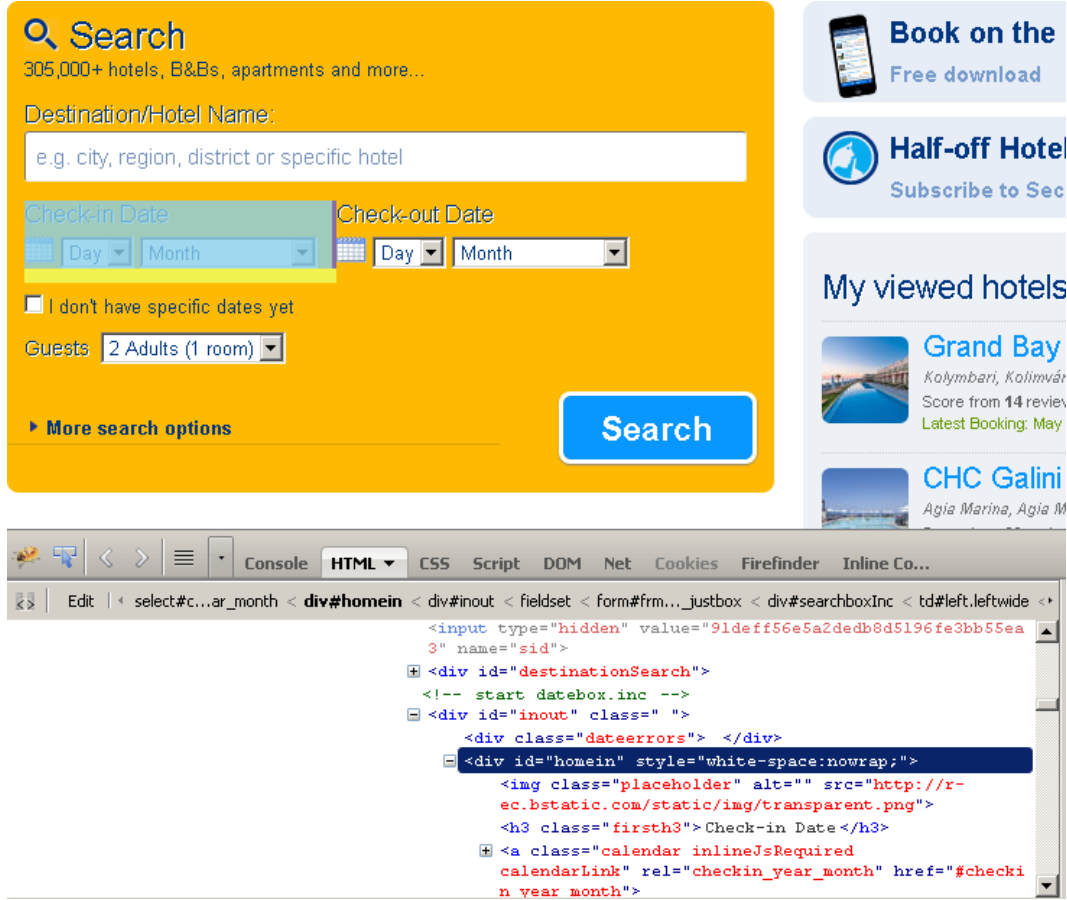 Search
305,000+ hotels, B&Bs, apartments and more...
Destination/Hotel Name:
e.g. city, region, district or specific hotel
Check-in Date
Check-out Date
Day
Month
Day
Month
I don't have specific dates yet
Guests
2 Adults (1 room)
More search options
Search
Book on the
Free download
Half-off Hotel
Subscribe to Sec
My viewed hotels
Grand Bay
Kolymbari, Kolimvár
Score from 14 review
Latest Booking: May
CHC Galini
Agia Marina, Agia M
Console HTML CSS Script DOM Net Cookies Firefinder Inline Co...
Edit select#c...ar_month < div#homein < div#inout < fieldset < form#frm..._justbox < div#searchboxInc < td#left.leftwide <
<input type="hidden" value="91deff56e5a2dedb8d5196fe3bb55ea
3" name="sid">
<div id="destinationSearch">
<!-- start datebox.inc -->
<div id="inout" class=" ">
<div class="dateerrors"> </div>
<div id="homein" style="white-space:nowrap;">
<img class="placeholder" alt="" src="http://r-
ec.bstatic.com/static/img/transparent.png">
<h3 class="firsth3">Check-in Date</h3>
<a class="calendar inlineJsRequired
calendarLink" rel="checkin_year_month" href="#checki
n_year_month">